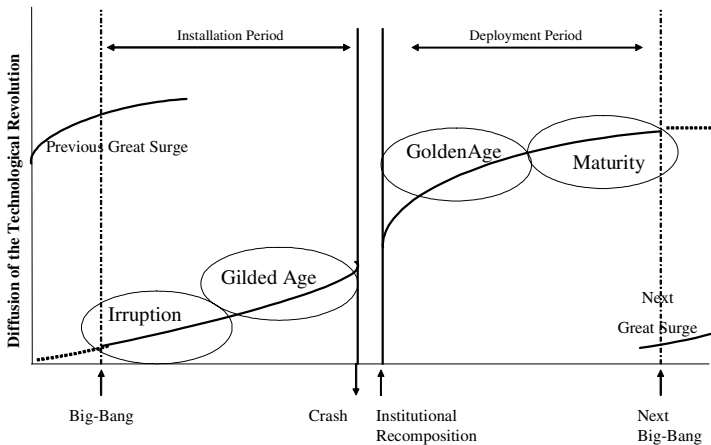 Installation Period
Deployment Period
Diffusion of the Technological Revolution
Previous Great Surge
GoldenAge
Maturity
Gilded Age
Irruption
Next
Great Surge
Big-Bang
Crash
Institutional
Recomposition
Next
Big-Bang